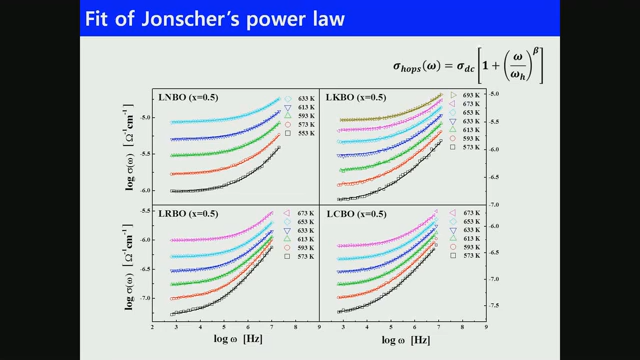 Fit of Jonscher's power law
σhops(ω) = σdc [1 + (ω/ωh)^β]
LNBO (x=0.5)
633 K
613 K
593 K
573 K
553 K
LKBO (x=0.5)
693 K
673 K
653 K
633 K
613 K
593 K
573 K
-5.0
-5.5
-6.0
log σ(ω) [Ω⁻¹cm⁻¹]
-5.0
-5.5
-6.0
-6.5
-7.0
LRBO (x=0.5)
673 K
653 K
633 K
613 K
593 K
573 K
LCBO (x=0.5)
673 K
653 K
633 K
613 K
593 K
573 K
-5.5
-6.0
-6.5
-7.0
log σ(ω) [Ω⁻¹cm⁻¹]
-6.0
-6.5
-7.0
-7.5
2 3 4 5 6 7 8 9
3 4 5 6 7 8 9
log ω [Hz]
log ω [Hz]